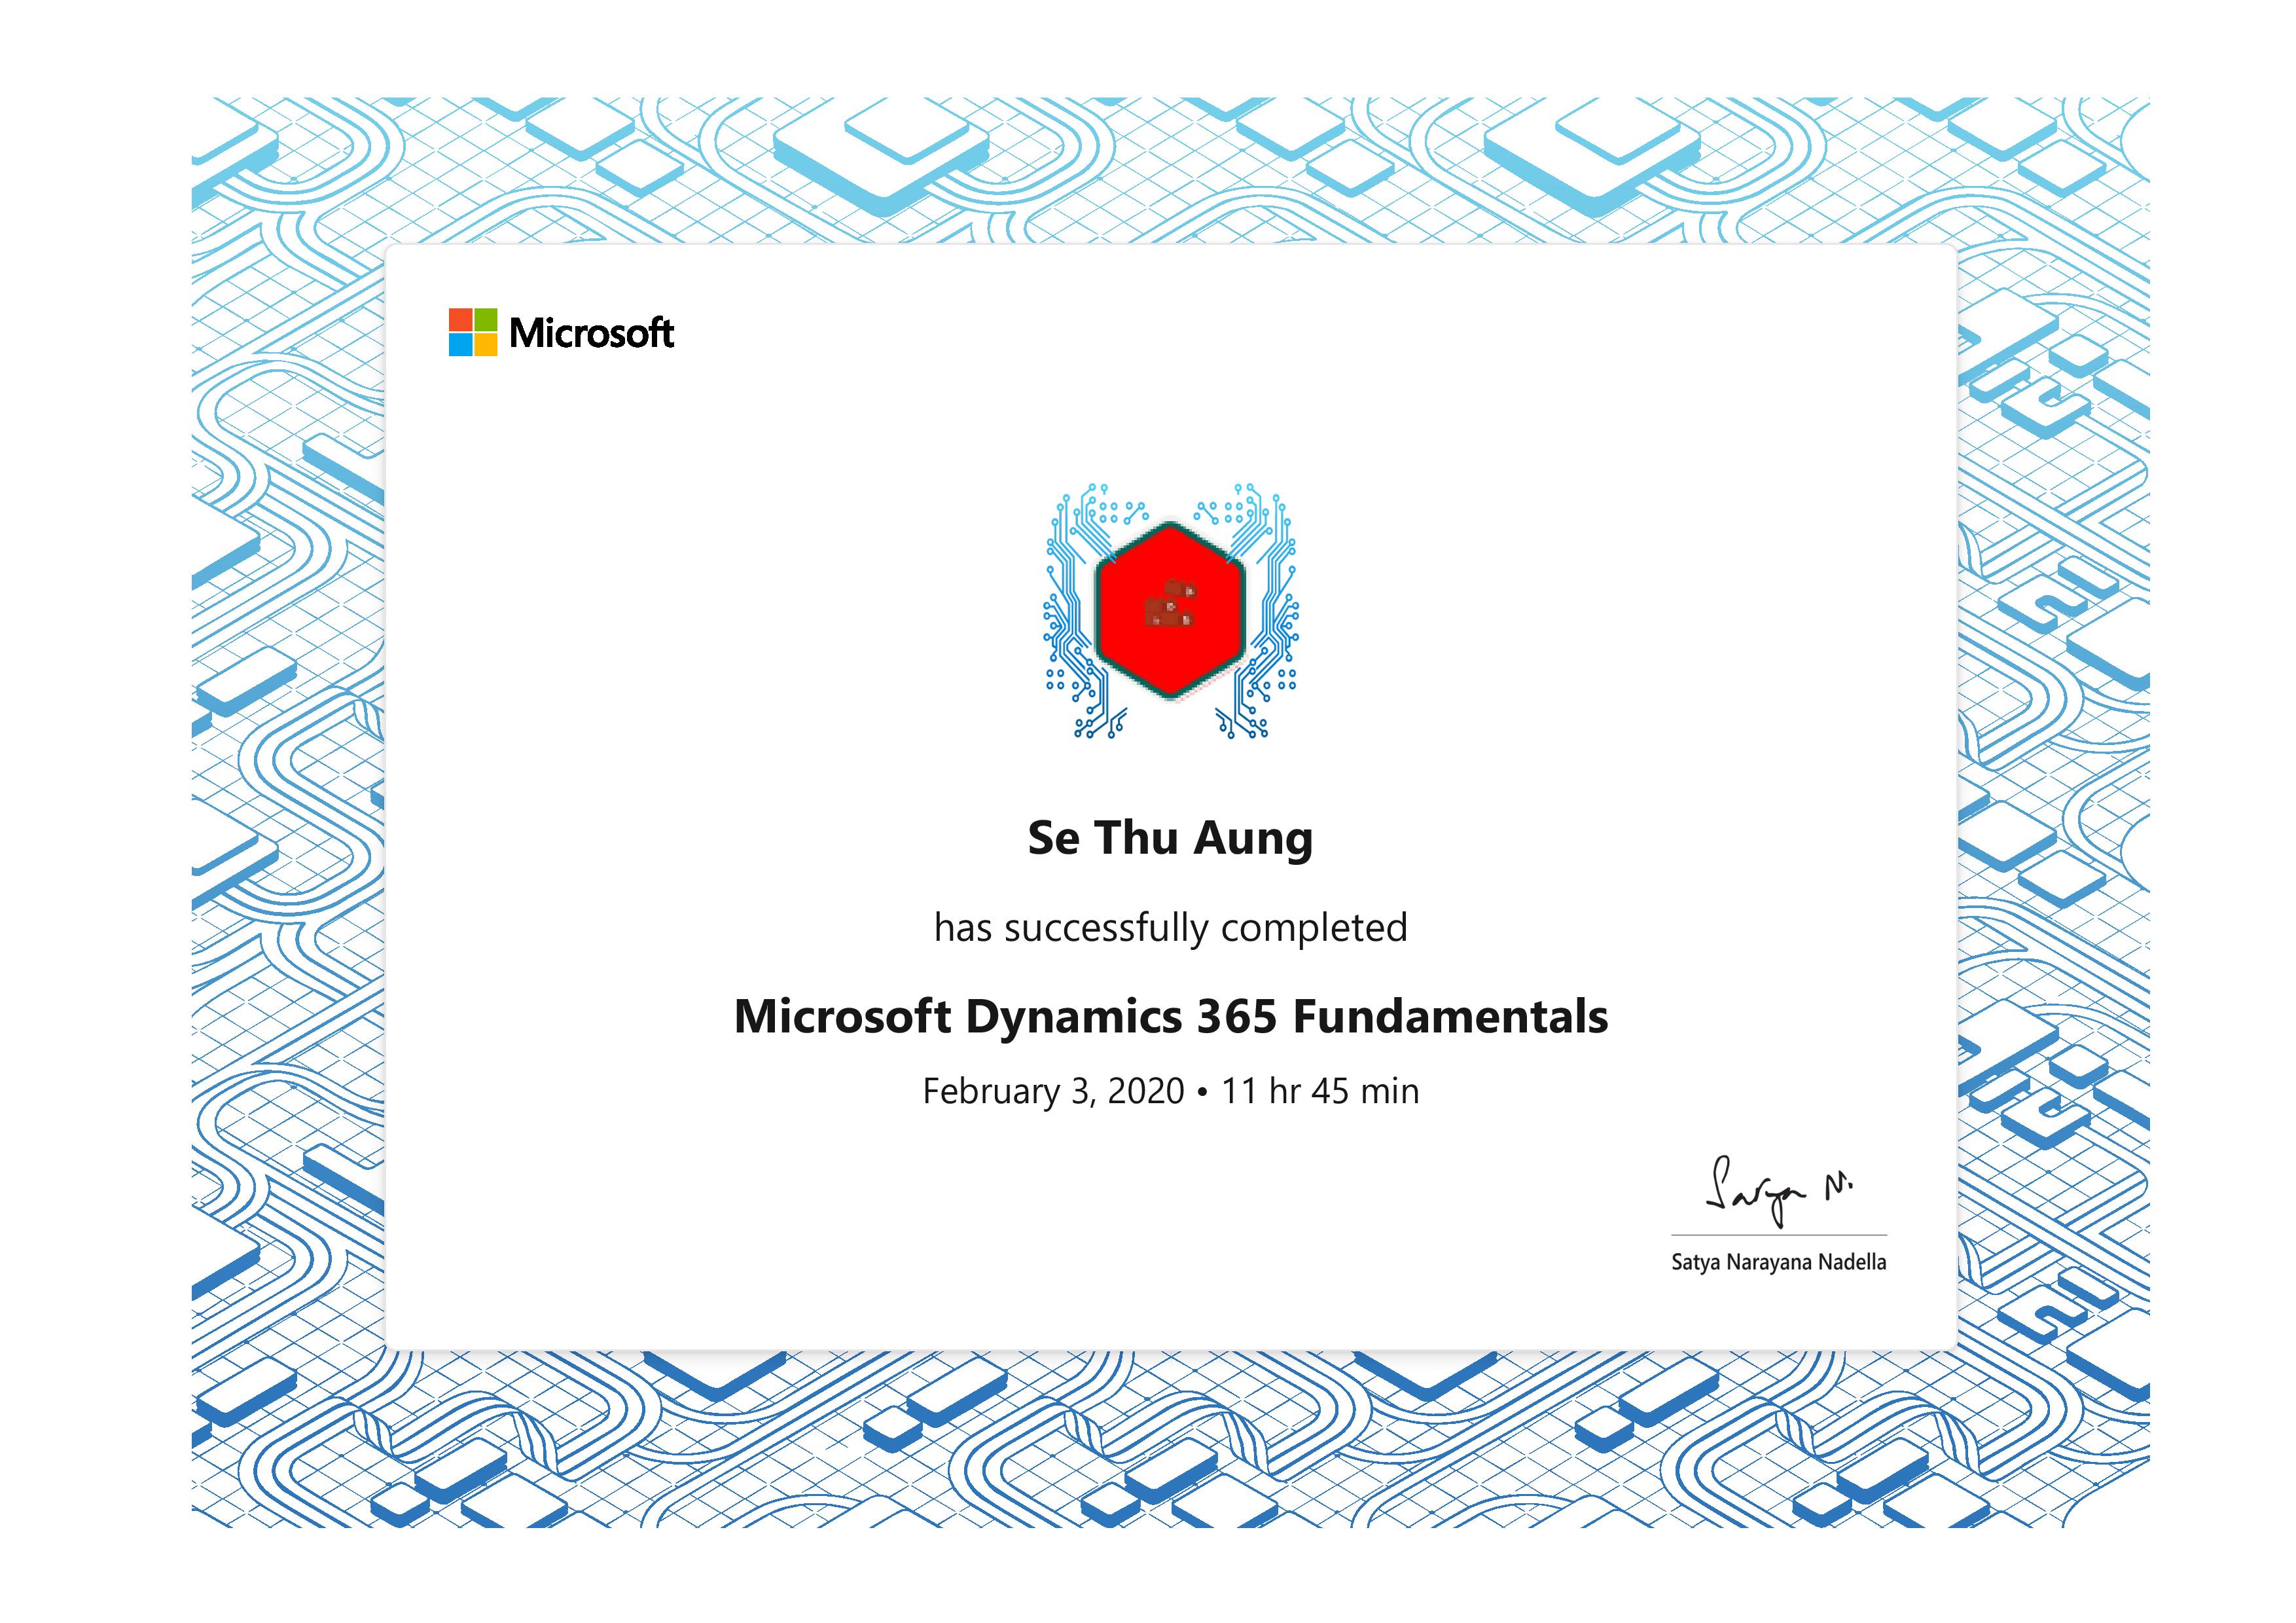 Microsoft
Se Thu Aung
has successfully completed
Microsoft Dynamics 365 Fundamentals
February 3, 2020 • 11 hr 45 min
Satya N.
Satya Narayana Nadella